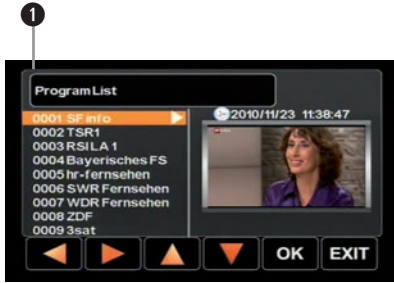 1
Program List
0001 SF info
2010/11/23 11:38:47
0002 TSR1
0003 RSI LA 1
0004 Bayerisches FS
0005 hr-fernsehen
0006 SWR Fernsehen
0007 WDR Fernsehen
0008 ZDF
0009 3sat
OK EXIT